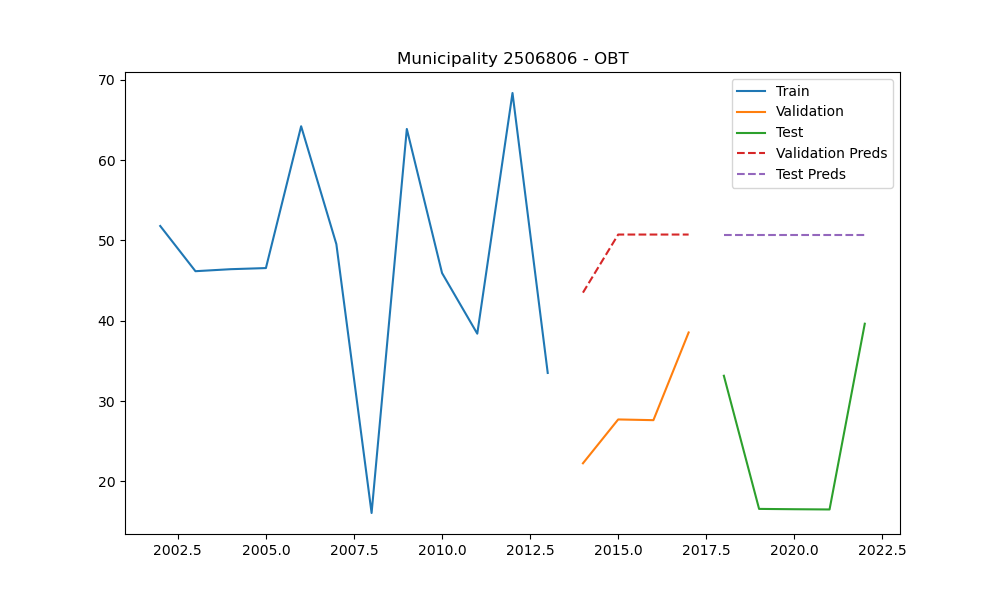 Municipality 2506806 - OBT
70
60
50
40
30
20
Train
Validation
Test
Validation Preds
Test Preds
2002.5 2005.0 2007.5 2010.0 2012.5 2015.0 2017.5 2020.0 2022.5